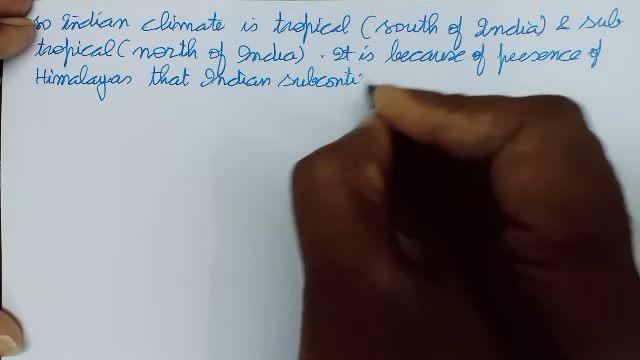 so Indian climate is tropical (south of India) & sub
tropical (north of India). It is because of presence of
Himalayas that Indian subconti